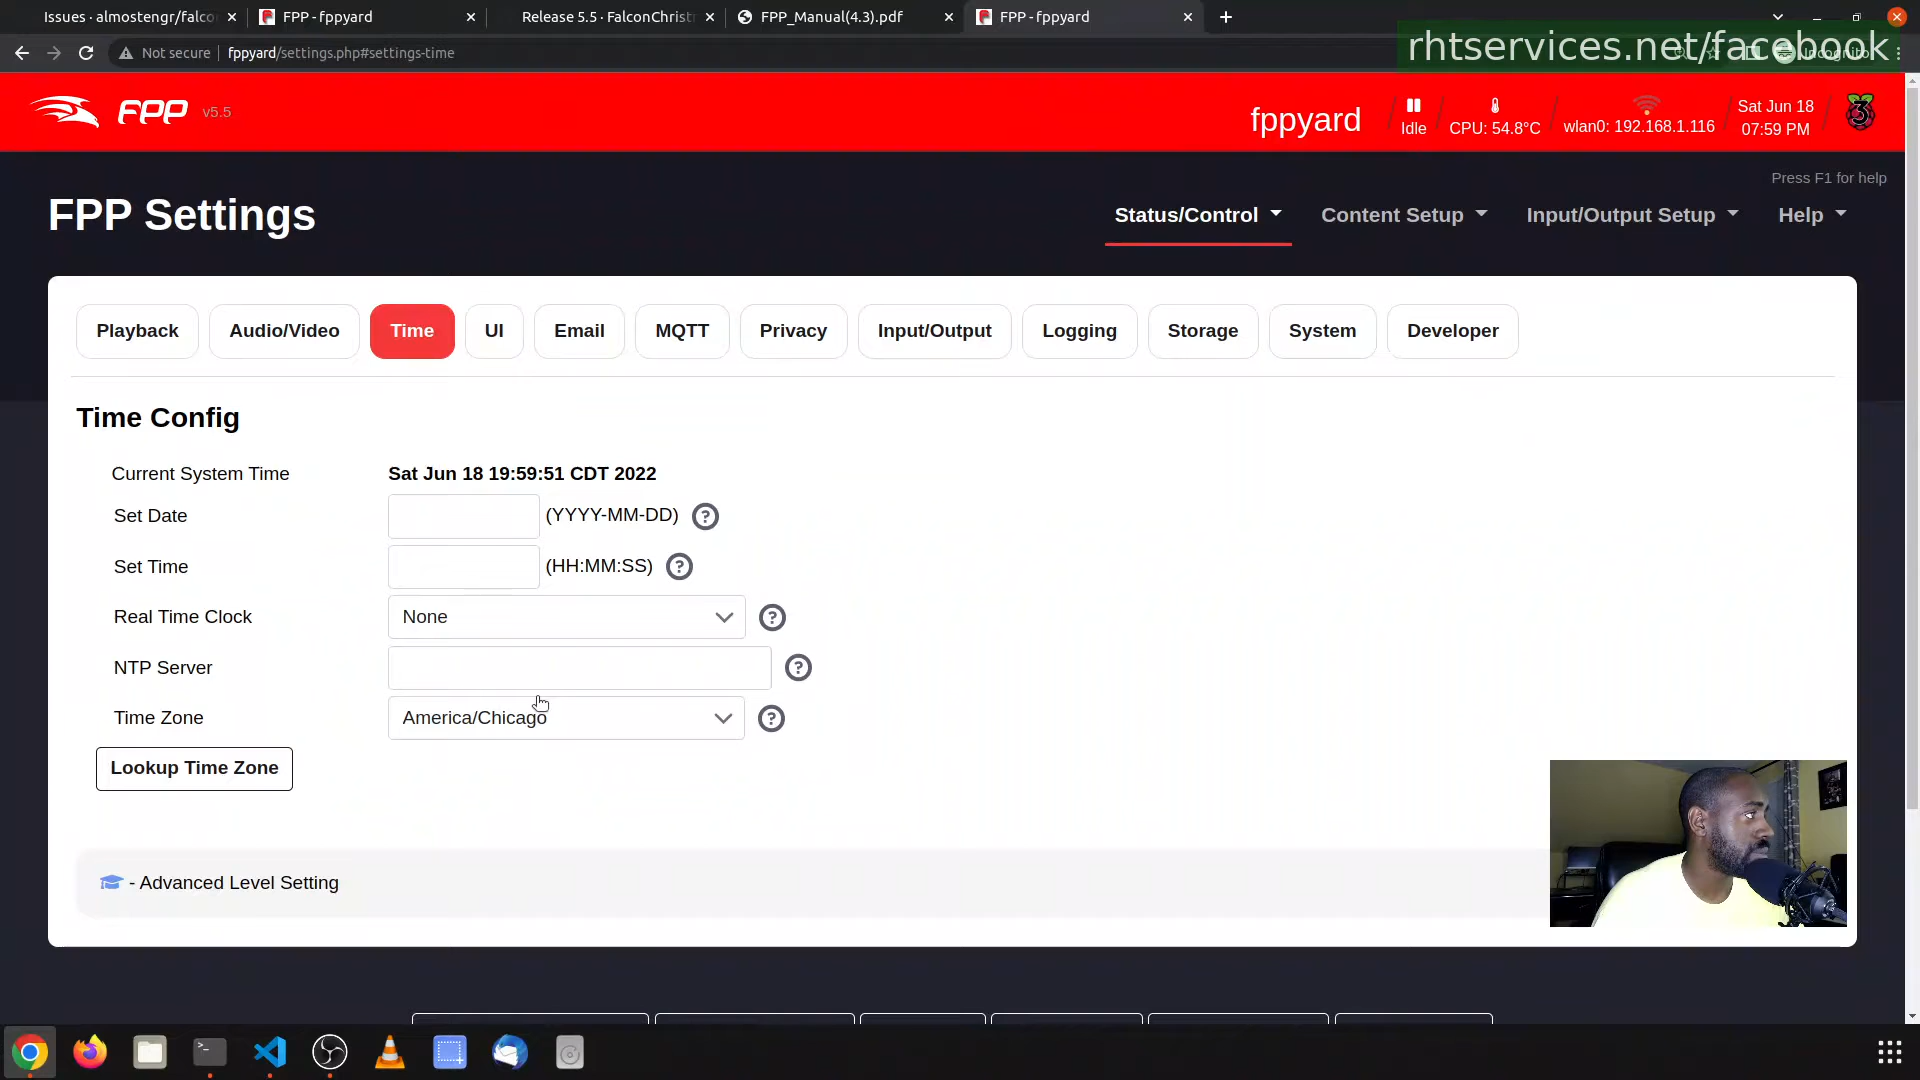 Issues · almostengr/falco
FPP - fppyard
Release 5.5 · FalconChrist
FPP_Manual(4.3).pdf
FPP - fppyard
Not secure
fppyard/settings.php#settings-time
Incognito
rhtservices.net/facebook
FPP
v5.5
fppyard
Idle
CPU: 54.8°C
wlan0: 192.168.1.116
Sat Jun 18
07:59 PM
3
Press F1 for help
FPP Settings
Status/Control
Content Setup
Input/Output Setup
Help
Playback
Audio/Video
Time
UI
Email
MQTT
Privacy
Input/Output
Logging
Storage
System
Developer
Time Config
Current System Time
Sat Jun 18 19:59:51 CDT 2022
Set Date
(YYYY-MM-DD)
Set Time
(HH:MM:SS)
Real Time Clock
None
NTP Server
Time Zone
America/Chicago
Lookup Time Zone
- Advanced Level Setting